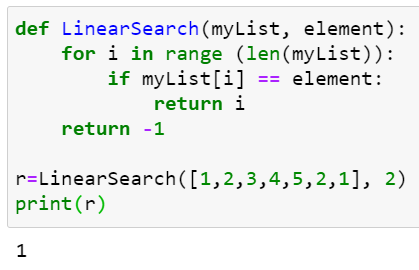 def LinearSearch(myList, element):
    for i in range (len(myList)):
        if myList[i] == element:
            return i
    return -1

r=LinearSearch([1,2,3,4,5,2,1], 2)
print(r)
1